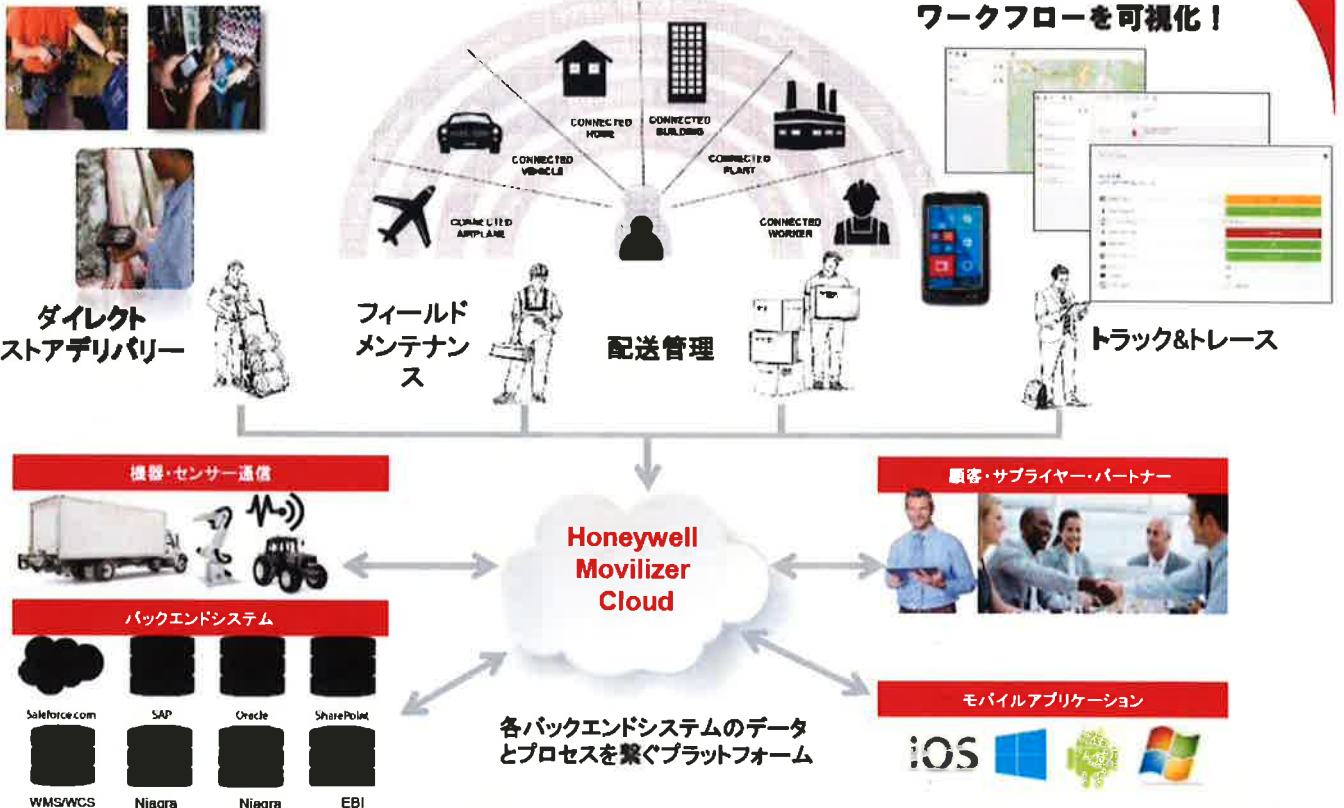 ワークフローを可視化！
CONNECTED
AIRPLANE
CONNECTED
VEHICLE
CONNECTED
HOME
CONNECTED
BUILDING
CONNECTED
PLANT
CONNECTED
WORKER
ダイレクト
ストアデリバリー
フィールド
メンテナン
ス
配送管理
トラック&トレース
機器・センサー通信
顧客・サプライヤー・パートナー
Honeywell
Movilizer
Cloud
バックエンドシステム
Saleforce.com
SAP
Oracle
SharePoint
WMS/WCS
Niagra
Niagra
EBI
各バックエンドシステムのデータ
とプロセスを繋ぐプラットフォーム
モバイルアプリケーション
iOS